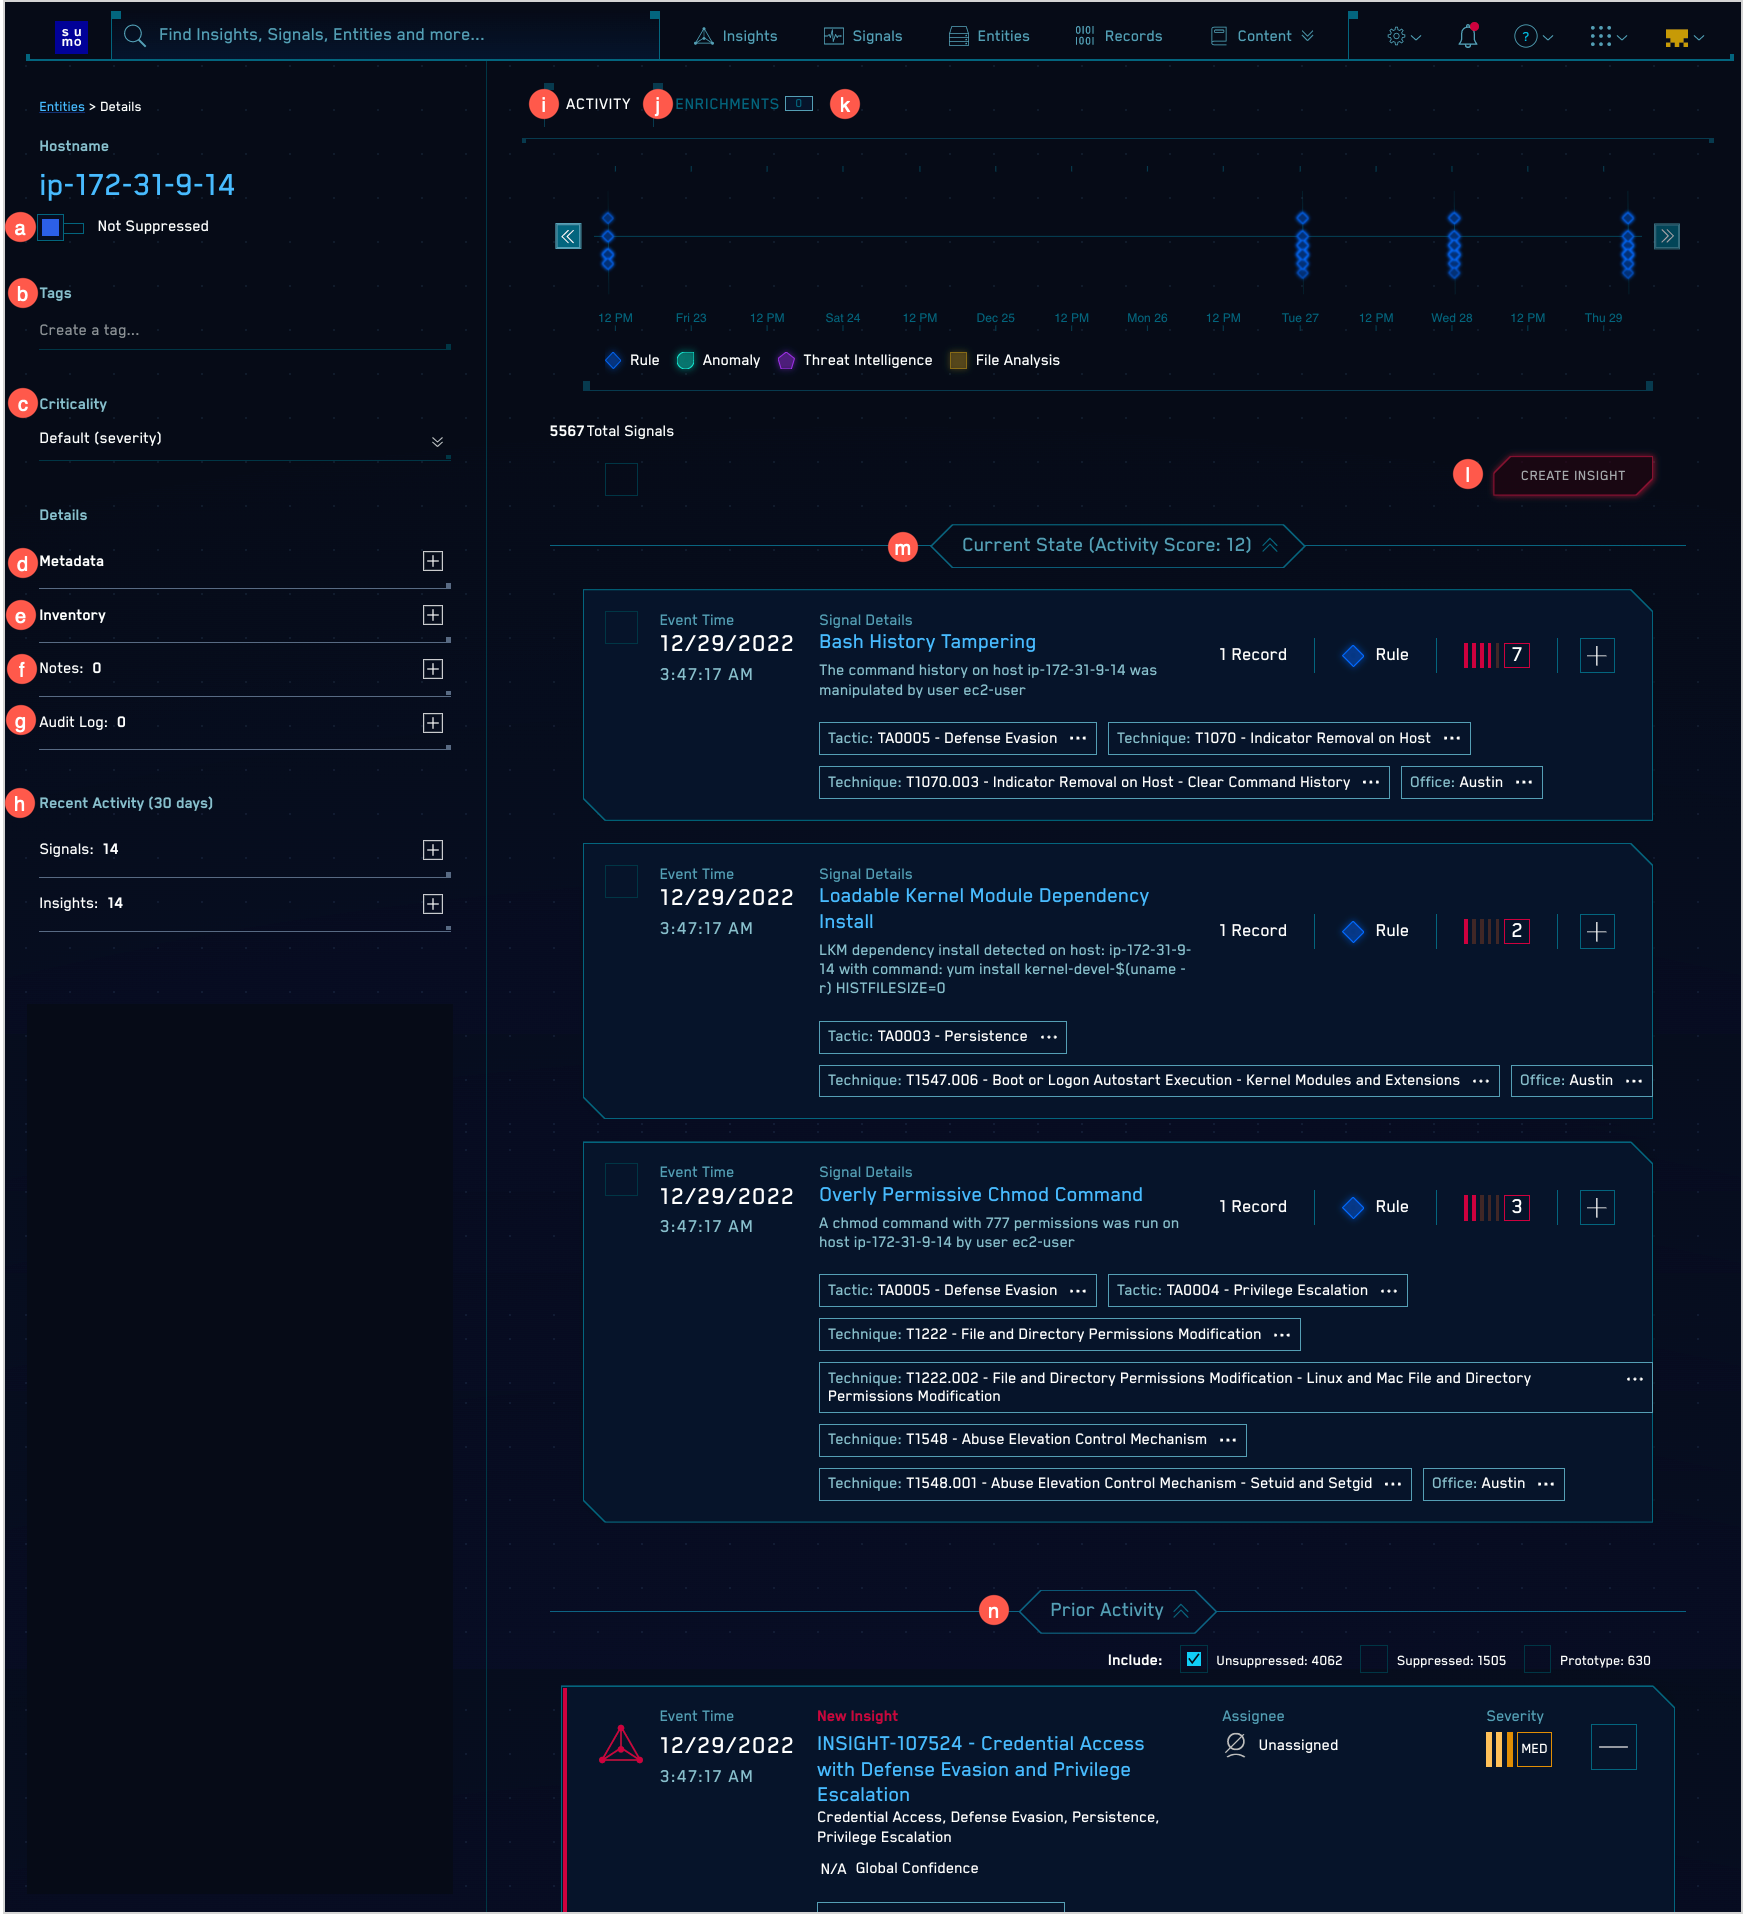 su
mo
Find Insights, Signals, Entities and more...
Insights
Signals
Entities
0101
1001
Records
Content
?
Entities > Details
Hostname
ip-172-31-9-14
a
Not Suppressed
b
Tags
Create a tag...
c
Criticality
Default (severity)
Details
d
Metadata
e
Inventory
f
Notes: 0
g
Audit Log: 0
h
Recent Activity (30 days)
Signals: 14
Insights: 14
i
ACTIVITY
j
ENRICHMENTS 0
k
12 PM Fri 23 12 PM Sat 24 12 PM Dec 25 12 PM Mon 26 12 PM Tue 27 12 PM Wed 28 12 PM Thu 29
Rule Anomaly Threat Intelligence File Analysis
5567 Total Signals
l
CREATE INSIGHT
m
Current State (Activity Score: 12)
Event Time
12/29/2022
3:47:17 AM
Signal Details
Bash History Tampering
The command history on host ip-172-31-9-14 was
manipulated by user ec2-user
1 Record
Rule
7
Tactic: TA0005 - Defense Evasion ...
Technique: T1070 - Indicator Removal on Host ...
Technique: T1070.003 - Indicator Removal on Host - Clear Command History ...
Office: Austin ...
Event Time
12/29/2022
3:47:17 AM
Signal Details
Loadable Kernel Module Dependency
Install
LKM dependency install detected on host: ip-172-31-9-
14 with command: yum install kernel-devel-$(uname -
r) HISTFILESIZE=0
1 Record
Rule
2
Tactic: TA0003 - Persistence ...
Technique: T1547.006 - Boot or Logon Autostart Execution - Kernel Modules and Extensions ...
Office: Austin ...
Event Time
12/29/2022
3:47:17 AM
Signal Details
Overly Permissive Chmod Command
A chmod command with 777 permissions was run on
host ip-172-31-9-14 by user ec2-user
1 Record
Rule
3
Tactic: TA0005 - Defense Evasion ...
Tactic: TA0004 - Privilege Escalation ...
Technique: T1222 - File and Directory Permissions Modification ...
Technique: T1222.002 - File and Directory Permissions Modification - Linux and Mac File and Directory ...
Permissions Modification
Technique: T1548 - Abuse Elevation Control Mechanism ...
Technique: T1548.001 - Abuse Elevation Control Mechanism - Setuid and Setgid ...
Office: Austin ...
n
Prior Activity
Include: Unsuppressed: 4062 Suppressed: 1505 Prototype: 630
Event Time
12/29/2022
3:47:17 AM
New Insight
INSIGHT-107524 - Credential Access
with Defense Evasion and Privilege
Escalation
Credential Access, Defense Evasion, Persistence,
Privilege Escalation
N/A Global Confidence
Assignee
Unassigned
Severity
MED